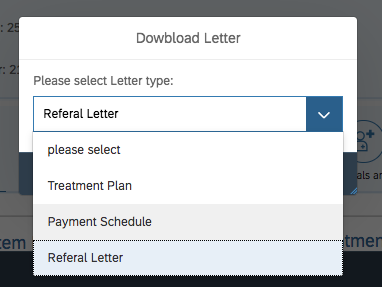 : 25
Dowbload Letter
r: 2
Please select Letter type:
Referal Letter
please select
Treatment Plan
als an
Payment Schedule
tem
tmen
Referal Letter